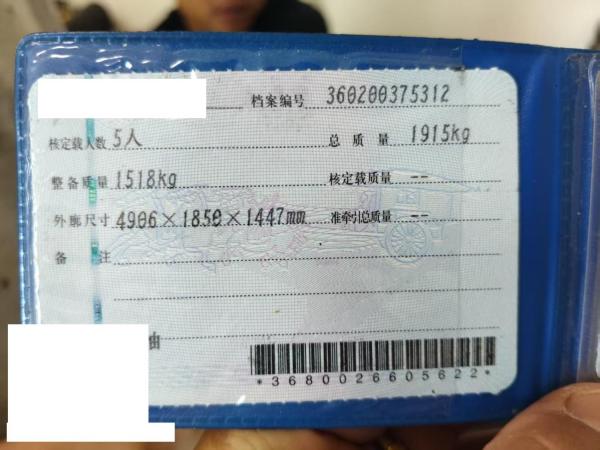 档案编号 360200375312
核定载人数 5人 总质量 1915kg
整备质量 1518kg 核定载质量 --
外廓尺寸 4906×1850×1447mm 准牵引总质量 --
备注
油
*3680026605622*